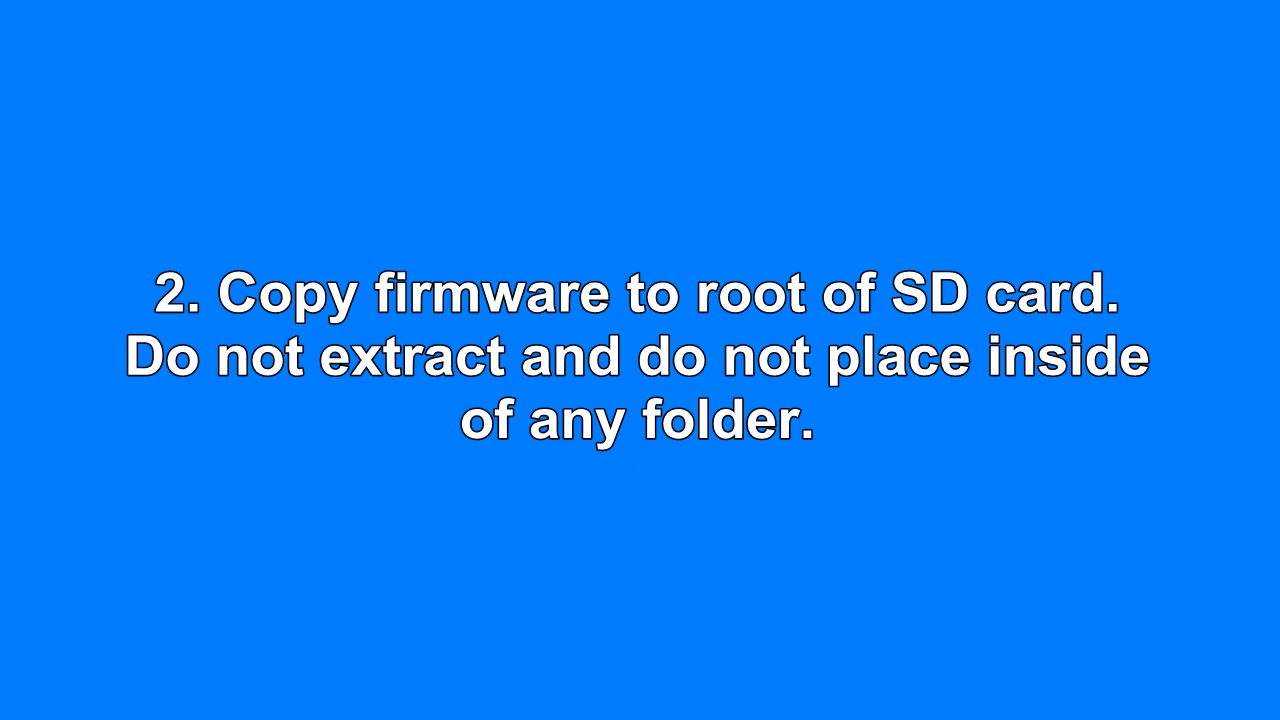 2. Copy firmware to root of SD card.
Do not extract and do not place inside
of any folder.